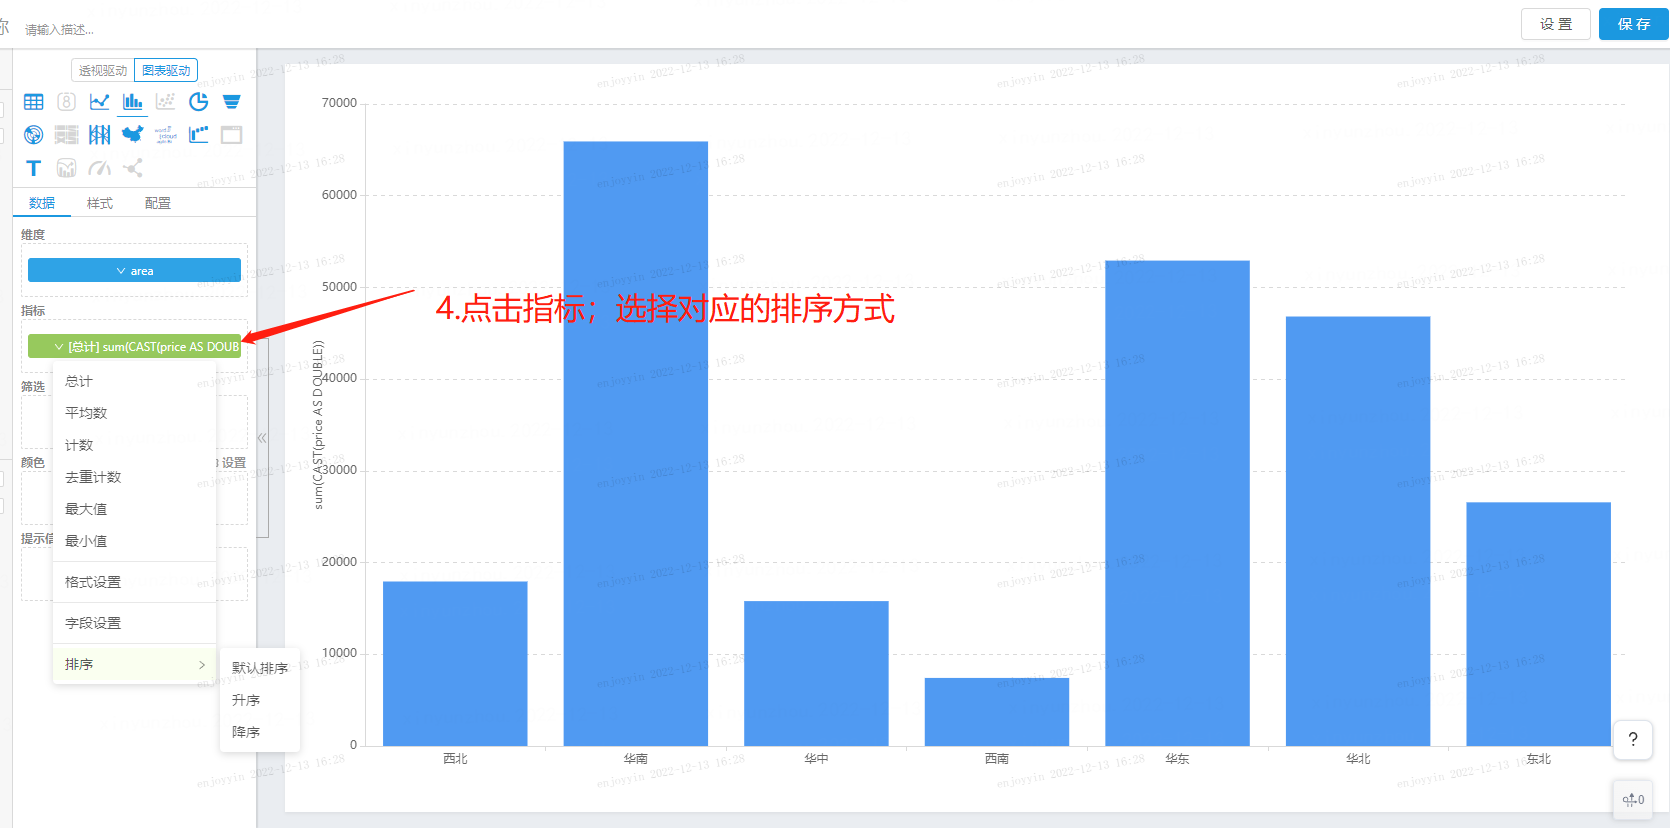 称 请输入描述...
设 置
保 存
透视驱动 图表驱动
数据 样式 配置
维度
area
指标
[总计] sum(CAST(price AS DOUB
总计
平均数
计数
去重计数
最大值
最小值
格式设置
字段设置
排序
默认排序
升序
降序
筛选
颜色
设置
提示信
4.点击指标；选择对应的排序方式
sum(CAST(price AS DOUBLE))
70000
60000
50000
40000
30000
20000
10000
0
西北 华南 华中 西南 华东 华北 东北
?
0
enjoyyin 2022-12-13 16:28